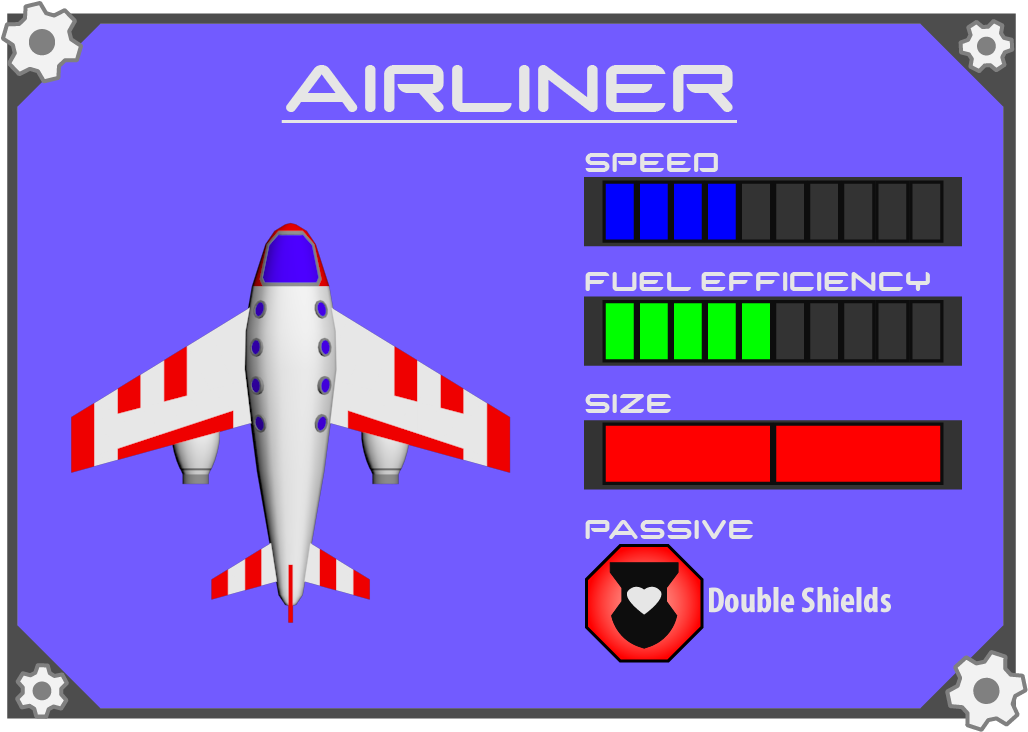 AIRLINER
SPEED
FUEL EFFICIENCY
SIZE
PASSIVE
Double Shields